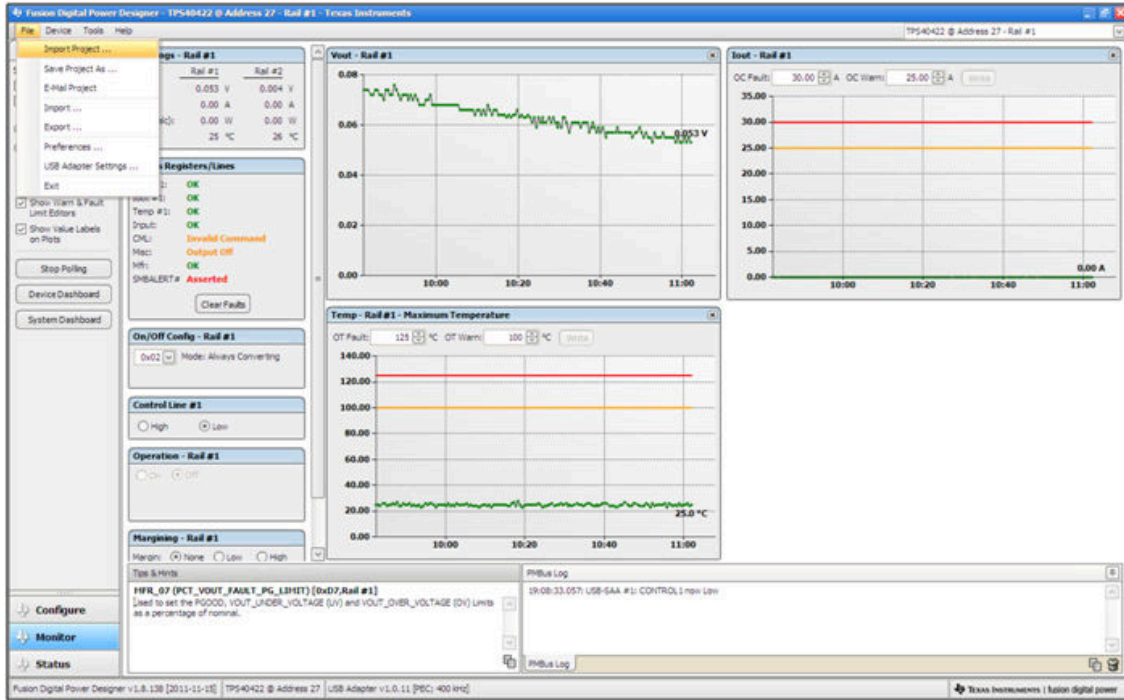 Fusion Digital Power Designer - TPS40422 @ Address 27 - Rail #1 - Texas Instruments
File Device Tools Help
TPS40422 @ Address 27 - Rail #1
Import Project ...
Save Project As ...
E-Mail Project
Import ...
Export ...
Preferences ...
USB Adapter Settings ...
Exit
Show Warn & Fault
Limit Editors
Show Value Labels
on Plots
Stop Polling
Device Dashboard
System Dashboard
Rail #1
Rail #1 Rail #2
0.053 V 0.004 V
0.00 A 0.00 A
0.00 W 0.00 W
25 °C 26 °C
Registers/Lines
OK
OK
Temp #1: OK
Input: OK
CML: Invalid Command
Misc: Output Off
Mfr: OK
SMBALERT# Asserted
Clear Faults
On/Off Config - Rail #1
0x02 Mode: Always Converting
Control Line #1
High Low
Operation - Rail #1
On Off
Margining - Rail #1
Margin: None Low High
Vout - Rail #1
0.08
0.06
0.04
0.02
0.00
0.053 V
10:00 10:20 10:40 11:00
Iout - Rail #1
OC Fault: 30.00 A OC Warn: 25.00 A Write
35.00
30.00
25.00
20.00
15.00
10.00
5.00
0.00
0.00 A
10:00 10:20 10:40 11:00
Temp - Rail #1 - Maximum Temperature
OT Fault: 125 °C OT Warn: 100 °C Write
140.00
120.00
100.00
80.00
60.00
40.00
20.00
0.00
25.0 °C
10:00 10:20 10:40 11:00
Tips & Hints
MFR_07 (PCT_VOUT_FAULT_PG_LIMIT) [0xD7,Rail #1]
Used to set the PGOOD, VOUT_UNDER_VOLTAGE (UV) and VOUT_OVER_VOLTAGE (OV) Limits
as a percentage of nominal.
PMBus Log
19:08:33.057: USB-SAA #1: CONTROL1 now Low
PMBus Log
Configure
Monitor
Status
Fusion Digital Power Designer v1.8.138 [2011-11-15] TPS40422 @ Address 27 USB Adapter v1.0.11 [PEC; 400 kHz]
TEXAS INSTRUMENTS | fusion digital power